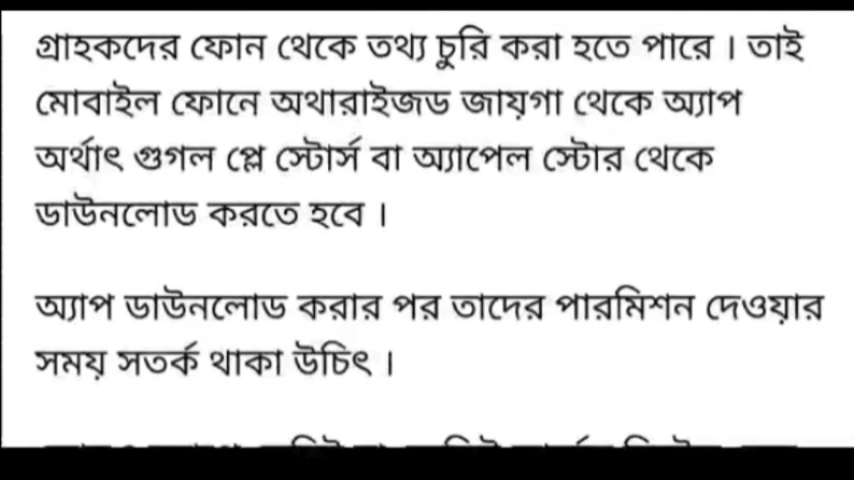 গ্রাহকদের ফোন থেকে তথ্য চুরি করা হতে পারে । তাই
মোবাইল ফোনে অথারাইজড জায়গা থেকে অ্যাপ
অর্থাৎ গুগল প্লে স্টোর্স বা অ্যাপেল স্টোর থেকে
ডাউনলোড করতে হবে ।
অ্যাপ ডাউনলোড করার পর তাদের পারমিশন দেওয়ার
সময় সতর্ক থাকা উচিৎ ।